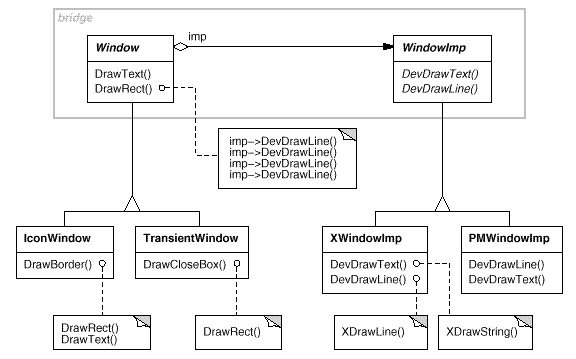 bridge
Window
imp
WindowImp
DrawText()
DrawRect()
DevDrawText()
DevDrawLine()
imp->DevDrawLine()
imp->DevDrawLine()
imp->DevDrawLine()
imp->DevDrawLine()
IconWindow
DrawBorder()
TransientWindow
DrawCloseBox()
XWindowImp
DevDrawText()
DevDrawLine()
PMWindowImp
DevDrawLine()
DevDrawText()
DrawRect()
DrawText()
DrawRect()
XDrawLine()
XDrawString()